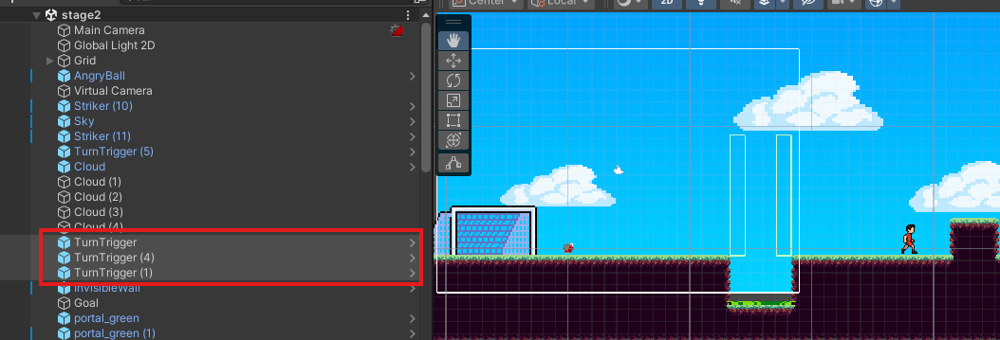 Center
Local
2D
stage2
Main Camera
Global Light 2D
Grid
AngryBall
Virtual Camera
Striker (10)
Sky
Striker (11)
TurnTrigger (5)
Cloud
Cloud (1)
Cloud (2)
Cloud (3)
Cloud (4)
TurnTrigger
TurnTrigger (4)
TurnTrigger (1)
InvisibleWall
Goal
portal_green
portal_green (1)